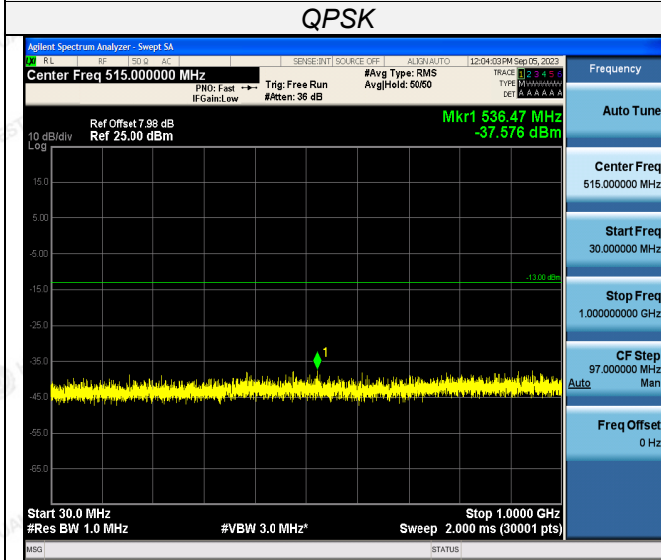 QPSK
Agilent Spectrum Analyzer - Swept SA
RL RF 50 Ω AC SENSE:INT SOURCE OFF ALIGN AUTO 12:04:03 PM Sep 05, 2023
Center Freq 515.000000 MHz
PNO: Fast
IFGain:Low
Trig: Free Run
#Atten: 36 dB
#Avg Type: RMS
Avg|Hold: 50/50
TRACE 1 2 3 4 5 6
TYPE M
DET A A A A A A
Ref Offset 7.98 dB
Ref 25.00 dBm
10 dB/div
Log
Mkr1 536.47 MHz
-37.576 dBm
15.0
5.00
-5.00
-13.00 dBm
-15.0
-25.0
1
-35.0
-45.0
-55.0
-65.0
Start 30.0 MHz
#Res BW 1.0 MHz
#VBW 3.0 MHz*
Stop 1.0000 GHz
Sweep 2.000 ms (30001 pts)
MSG
STATUS
Frequency
Auto Tune
Center Freq
515.000000 MHz
Start Freq
30.000000 MHz
Stop Freq
1.000000000 GHz
CF Step
97.000000 MHz
Auto Man
Freq Offset
0 Hz